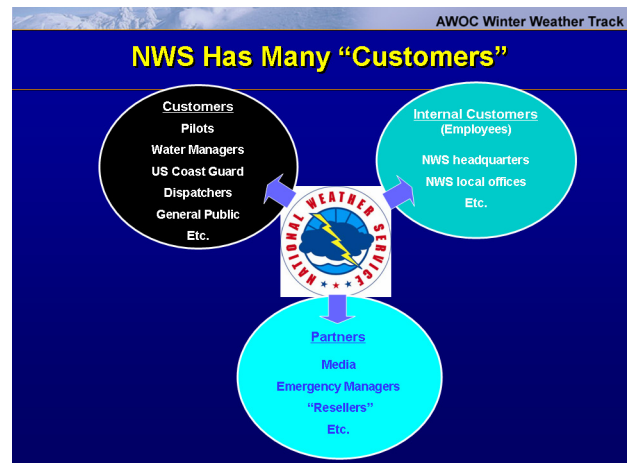 AWOC Winter Weather Track
NWS Has Many “Customers”
Customers
Pilots
Water Managers
US Coast Guard
Dispatchers
General Public
Etc.
Internal Customers
(Employees)
NWS headquarters
NWS local offices
Etc.
NATIONAL WEATHER SERVICE
Partners
Media
Emergency Managers
“Resellers”
Etc.